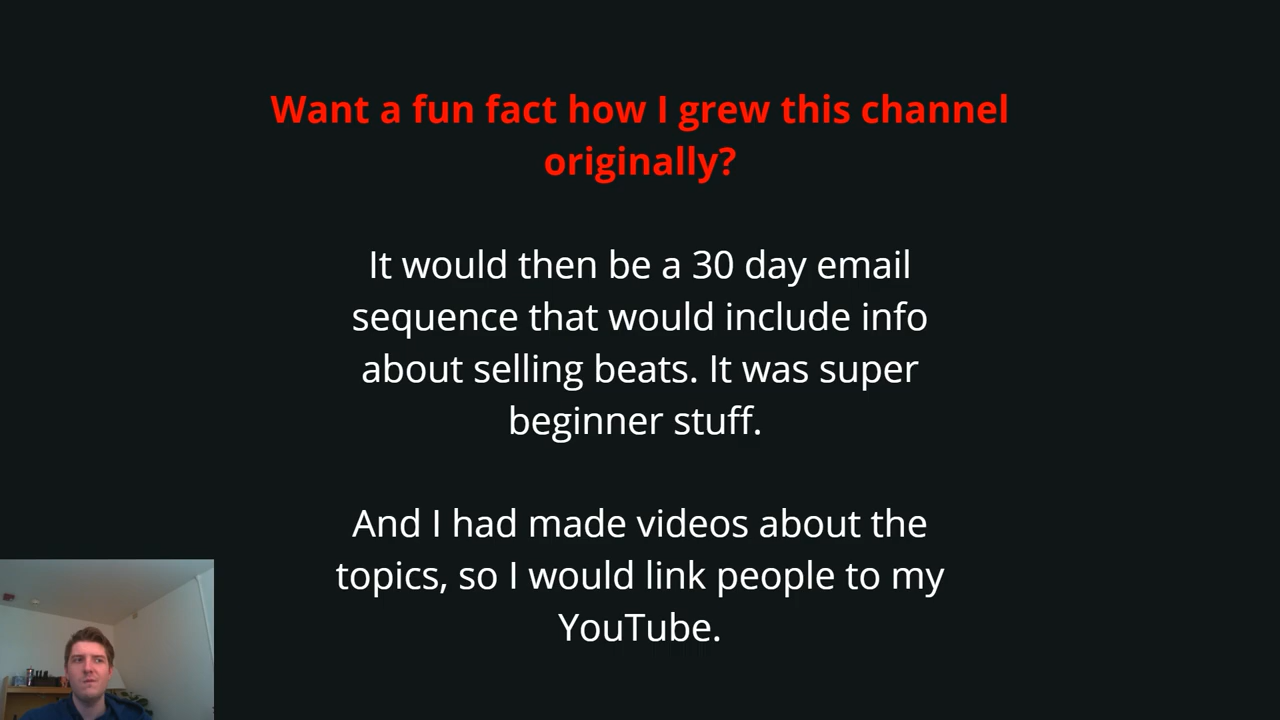 Want a fun fact how I grew this channel
originally?
It would then be a 30 day email
sequence that would include info
about selling beats. It was super
beginner stuff.
And I had made videos about the
topics, so I would link people to my
YouTube.